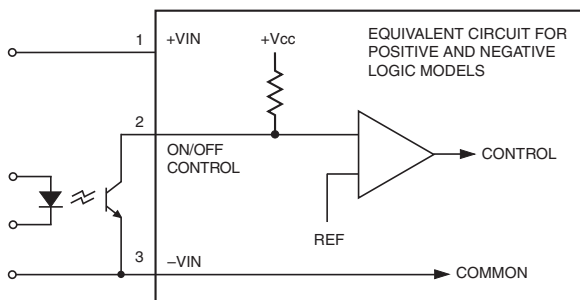 1
+VIN
+Vcc
EQUIVALENT CIRCUIT FOR
POSITIVE AND NEGATIVE
LOGIC MODELS
2
ON/OFF
CONTROL
CONTROL
REF
3
–VIN
COMMON